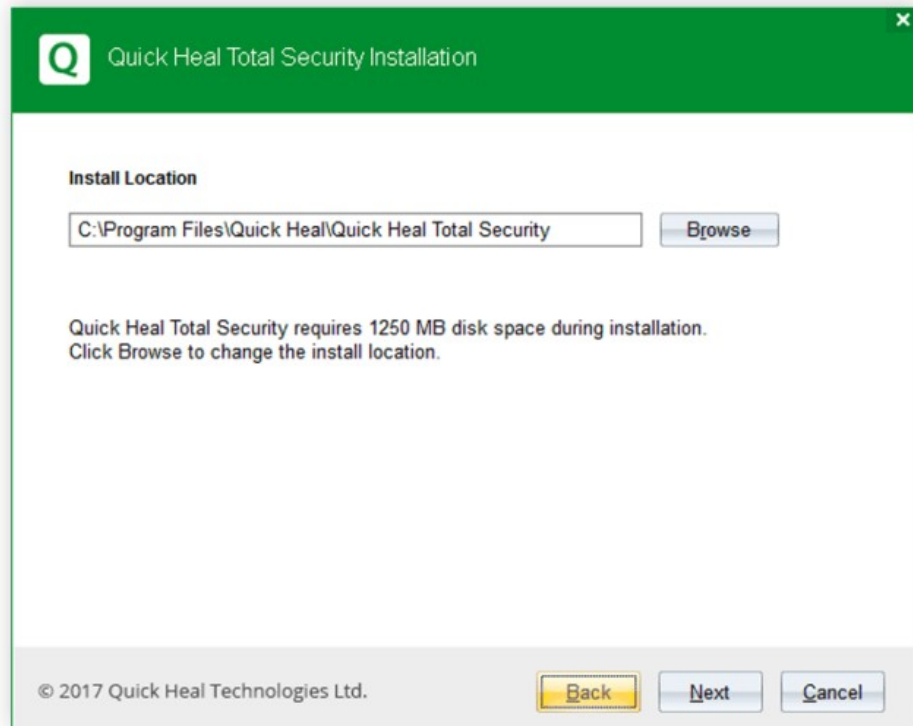 Q
Quick Heal Total Security Installation
Install Location
C:\Program Files\Quick Heal\Quick Heal Total Security
Browse
Quick Heal Total Security requires 1250 MB disk space during installation.
Click Browse to change the install location.
© 2017 Quick Heal Technologies Ltd.
Back
Next
Cancel